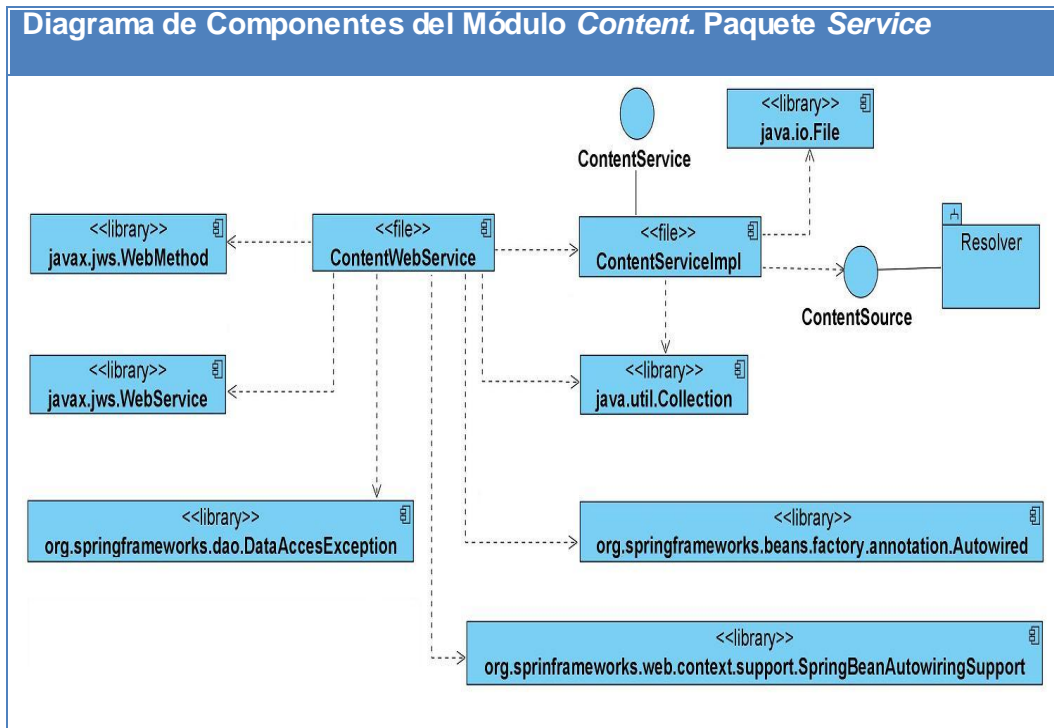 Diagrama de Componentes del Módulo Content. Paquete Service
<<library>>
java.io.File
ContentService
<<library>>
javax.jws.WebMethod
<<file>>
ContentWebService
<<file>>
ContentServiceImpl
Resolver
ContentSource
<<library>>
javax.jws.WebService
<<library>>
java.util.Collection
<<library>>
org.springframeworks.dao.DataAccesException
<<library>>
org.springframeworks.beans.factory.annotation.Autowired
<<library>>
org.sprinframeworks.web.context.support.SpringBeanAutowiringSupport